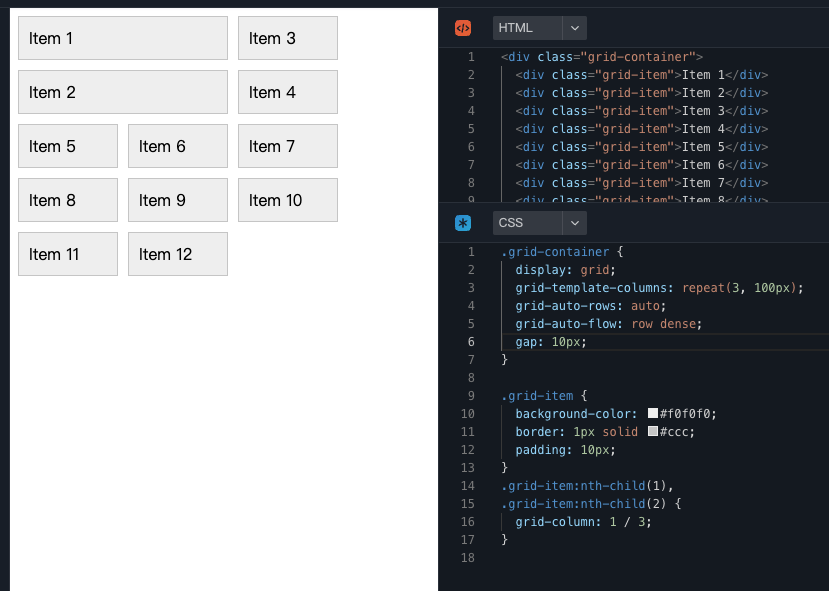 Item 1 Item 3
Item 2 Item 4
Item 5 Item 6 Item 7
Item 8 Item 9 Item 10
Item 11 Item 12
HTML
1 <div class="grid-container">
2 <div class="grid-item">Item 1</div>
3 <div class="grid-item">Item 2</div>
4 <div class="grid-item">Item 3</div>
5 <div class="grid-item">Item 4</div>
6 <div class="grid-item">Item 5</div>
7 <div class="grid-item">Item 6</div>
8 <div class="grid-item">Item 7</div>
9 <div class="grid-item">Item 8</div>
CSS
1 .grid-container {
2 display: grid;
3 grid-template-columns: repeat(3, 100px);
4 grid-auto-rows: auto;
5 grid-auto-flow: row dense;
6 gap: 10px;
7 }
8
9 .grid-item {
10 background-color: #f0f0f0;
11 border: 1px solid #ccc;
12 padding: 10px;
13 }
14 .grid-item:nth-child(1),
15 .grid-item:nth-child(2) {
16 grid-column: 1 / 3;
17 }
18